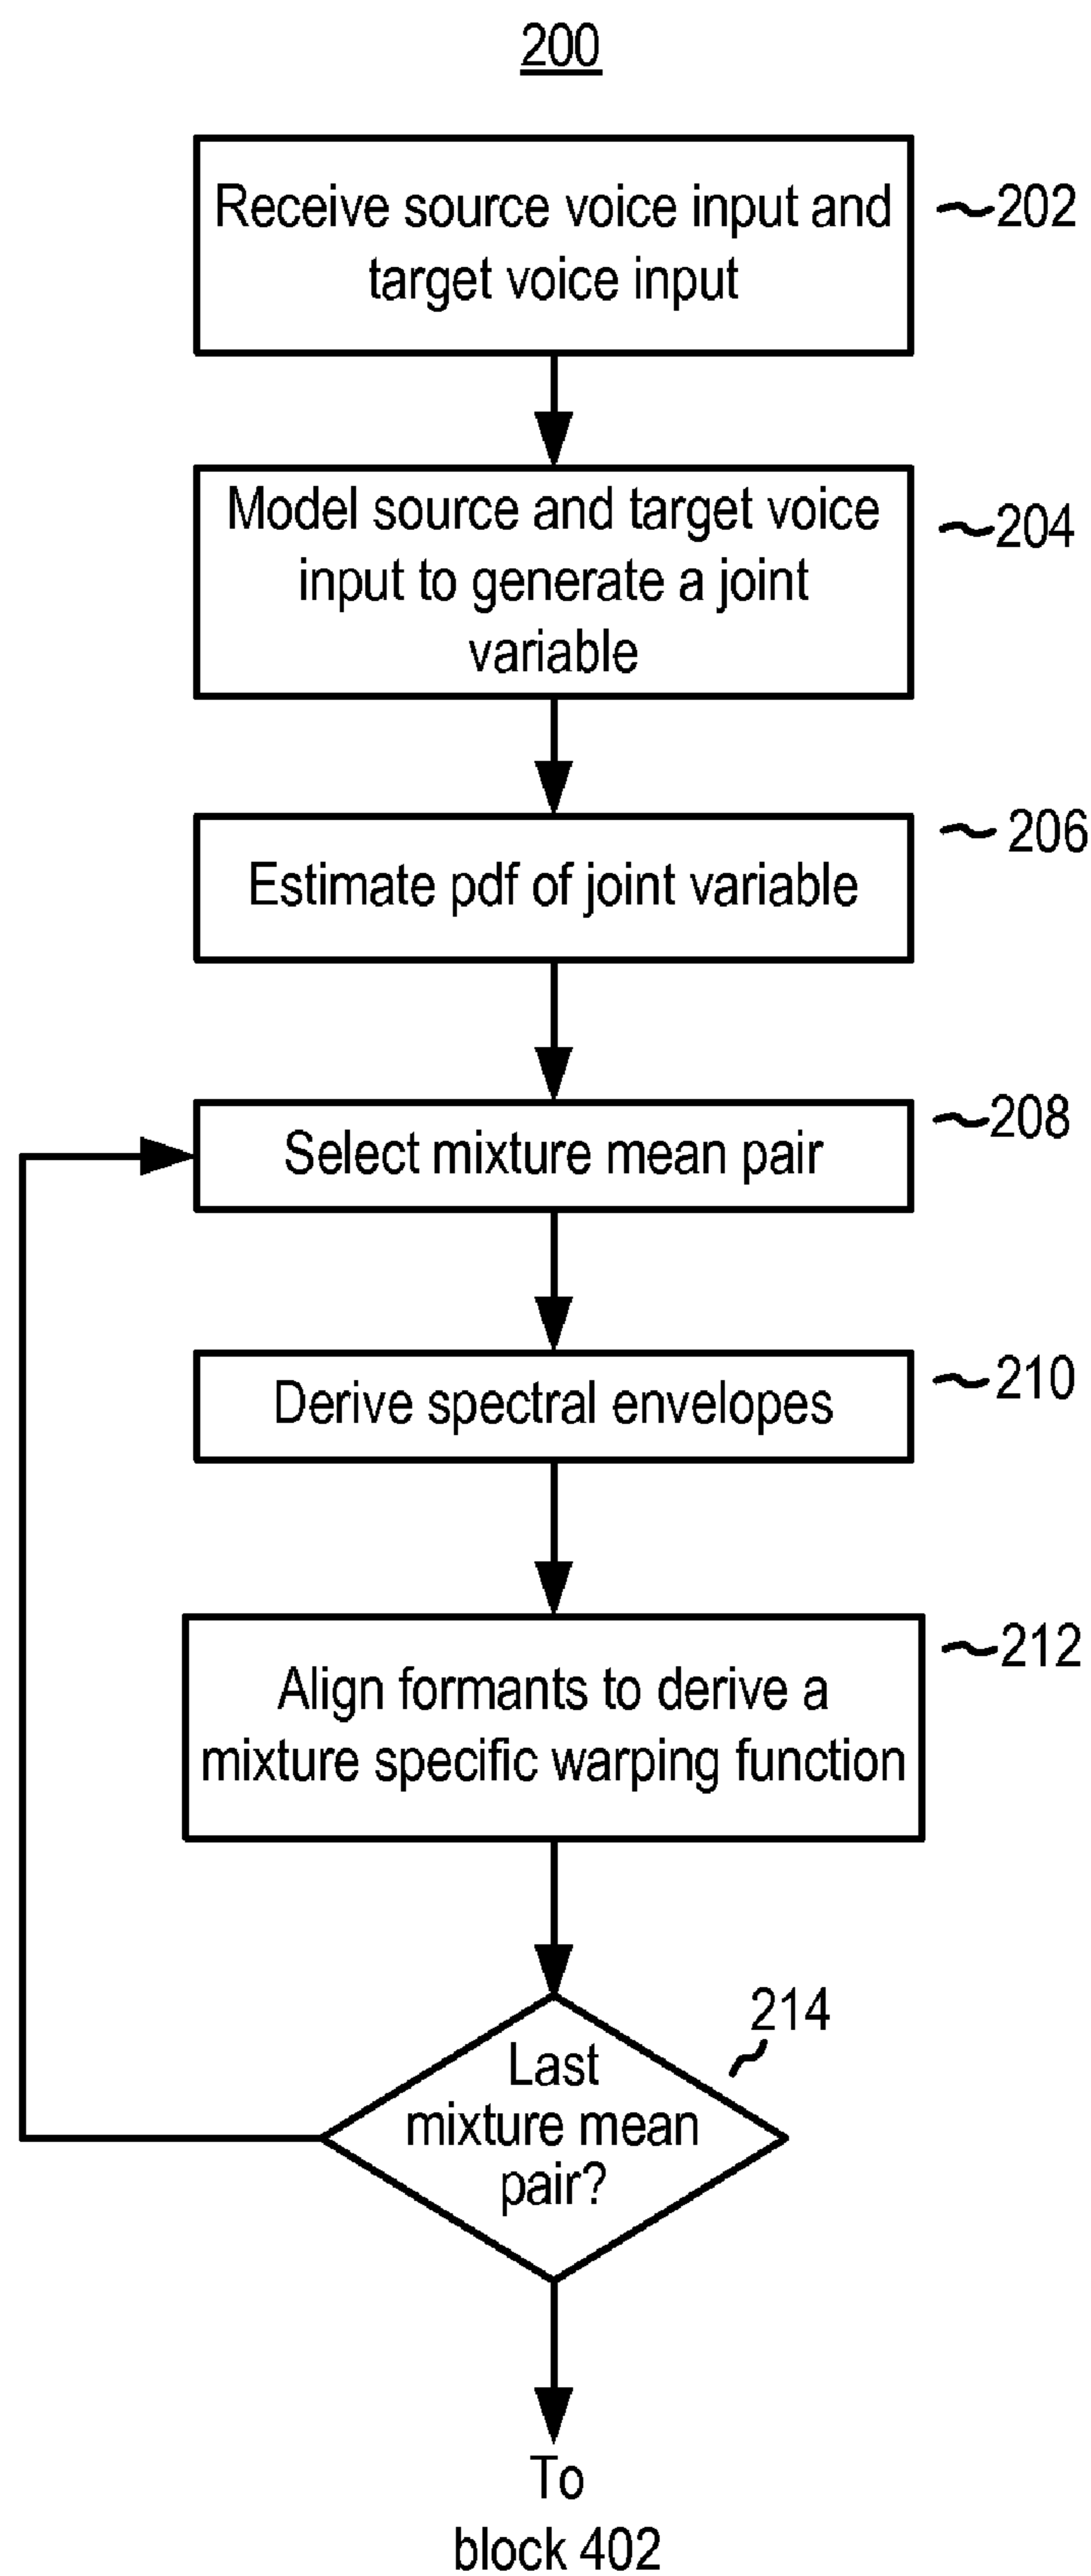 200
Receive source voice input and
target voice input
202
Model source and target voice
input to generate a joint
variable
204
Estimate pdf of joint variable
206
Select mixture mean pair
208
Derive spectral envelopes
210
Align formants to derive a
mixture specific warping function
212
Last
mixture mean
pair?
214
To
block 402